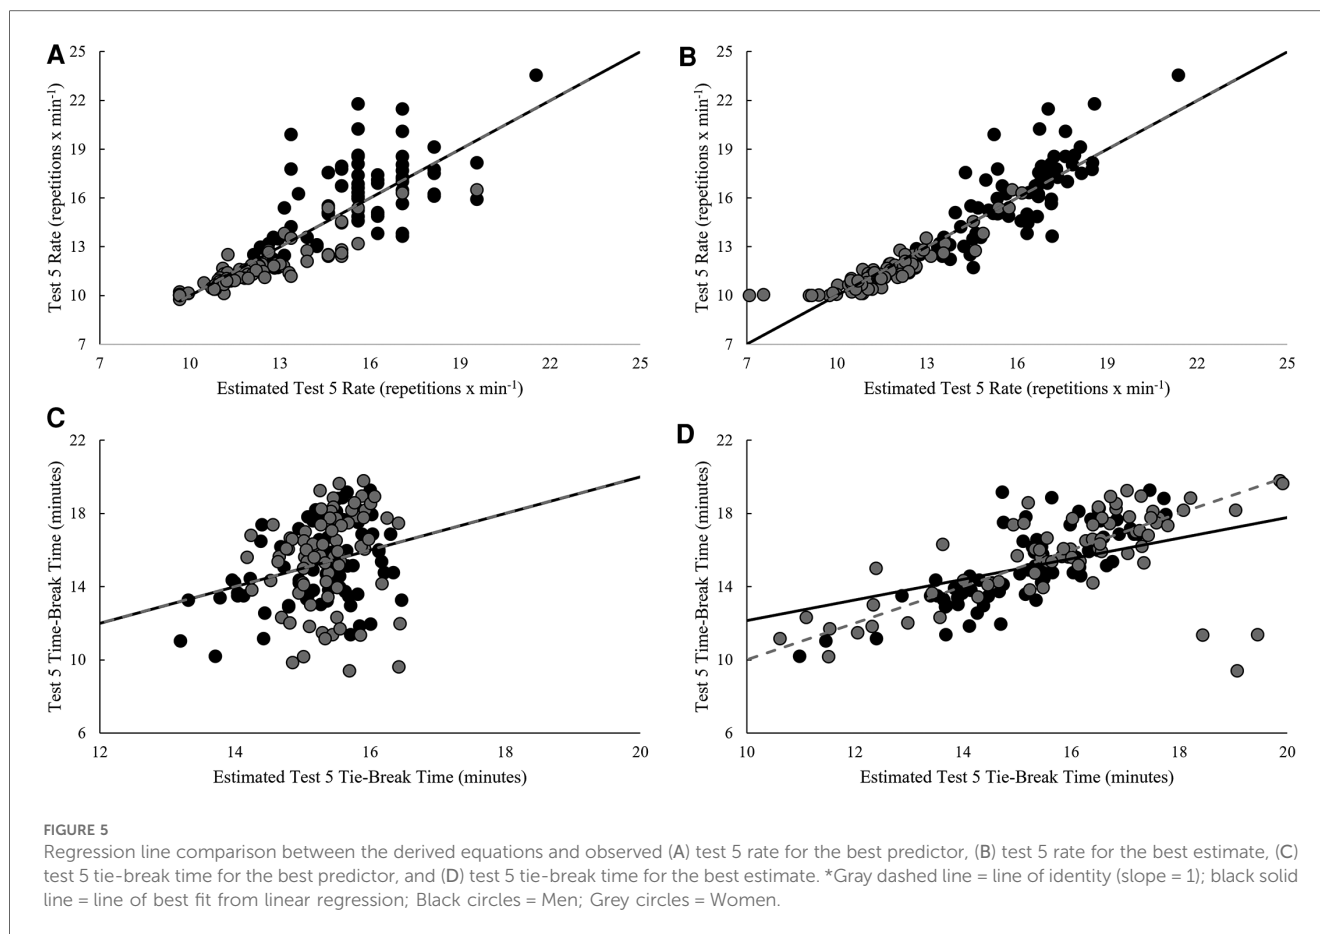 A
25
22
19
16
13
10
7
Test 5 Rate (repetitions x min-1)
7 10 13 16 19 22 25
Estimated Test 5 Rate (repetitions x min-1)
B
25
22
19
16
13
10
7
Test 5 Rate (repetitions x min-1)
7 10 13 16 19 22 25
Estimated Test 5 Rate (repetitions x min-1)
C
22
18
14
10
6
Test 5 Time-Break Time (minutes)
12 14 16 18 20
Estimated Test 5 Tie-Break Time (minutes)
D
22
18
14
10
6
Test 5 Time-Break Time (minutes)
10 12 14 16 18 20
Estimated Test 5 Tie-Break Time (minutes)
FIGURE 5
Regression line comparison between the derived equations and observed (A) test 5 rate for the best predictor, (B) test 5 rate for the best estimate, (C)
test 5 tie-break time for the best predictor, and (D) test 5 tie-break time for the best estimate. *Gray dashed line = line of identity (slope = 1); black solid
line = line of best fit from linear regression; Black circles = Men; Grey circles = Women.